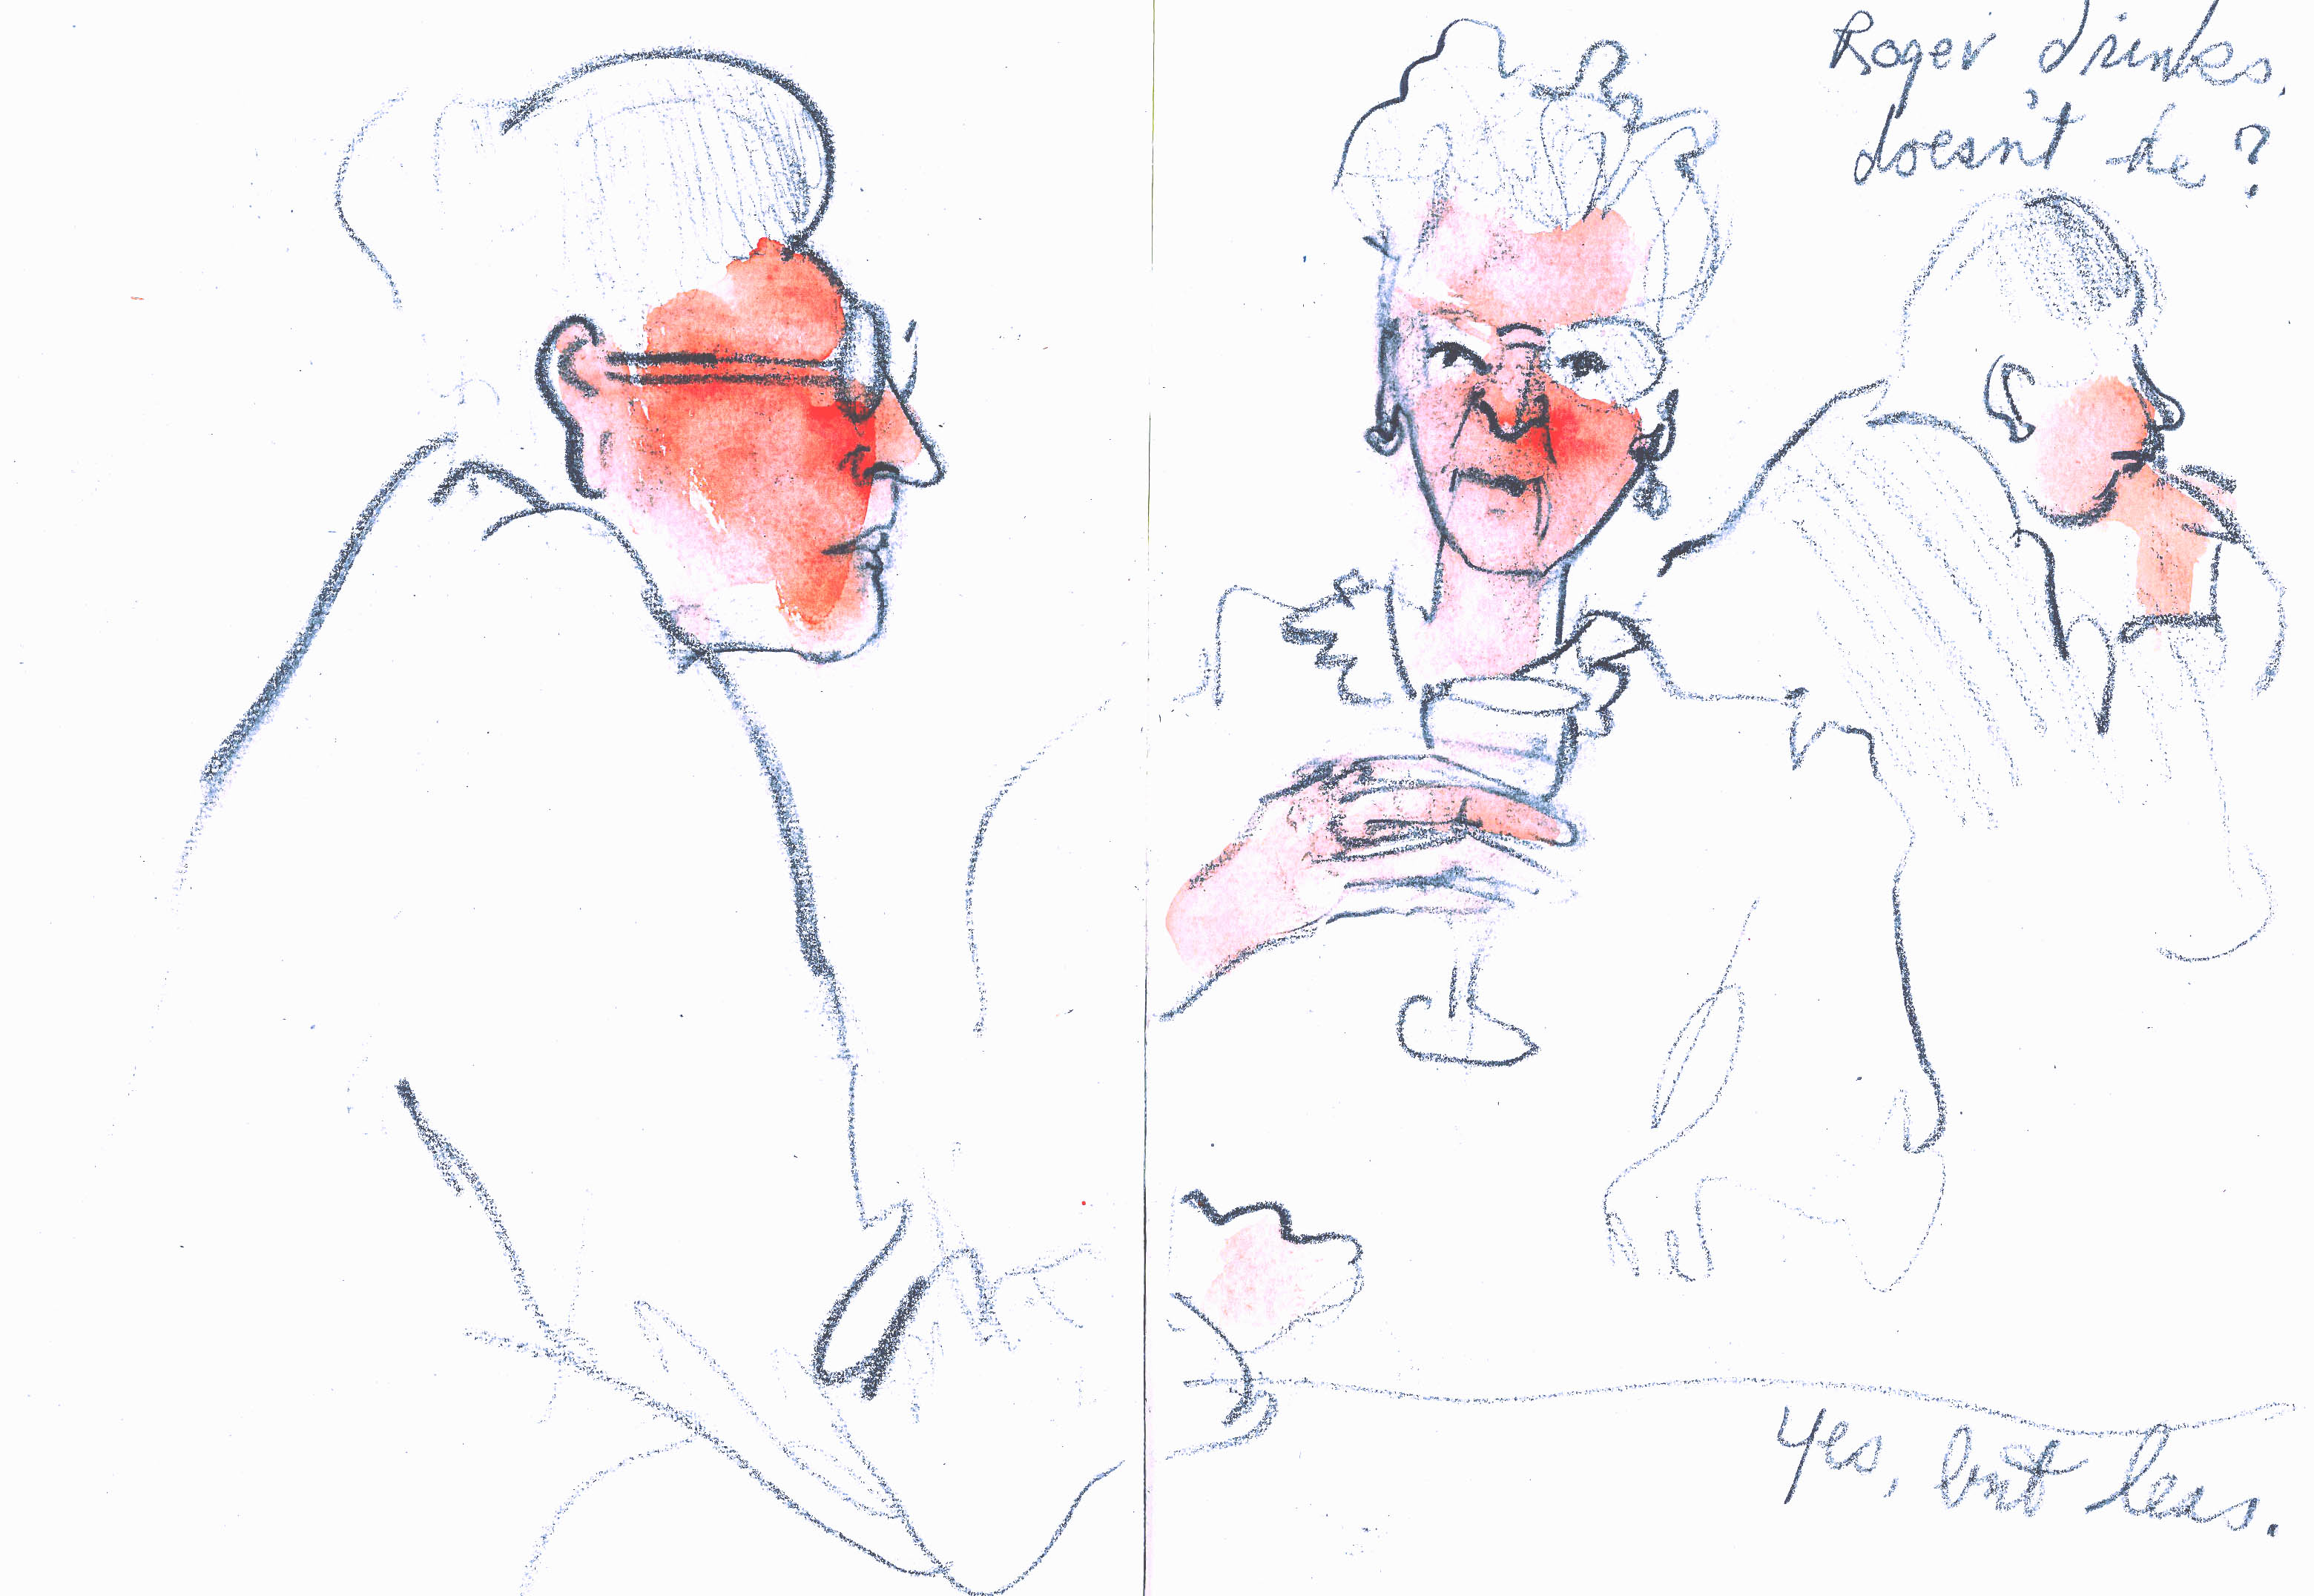 Roger drinks,
doesn't he?
Yes, but less.